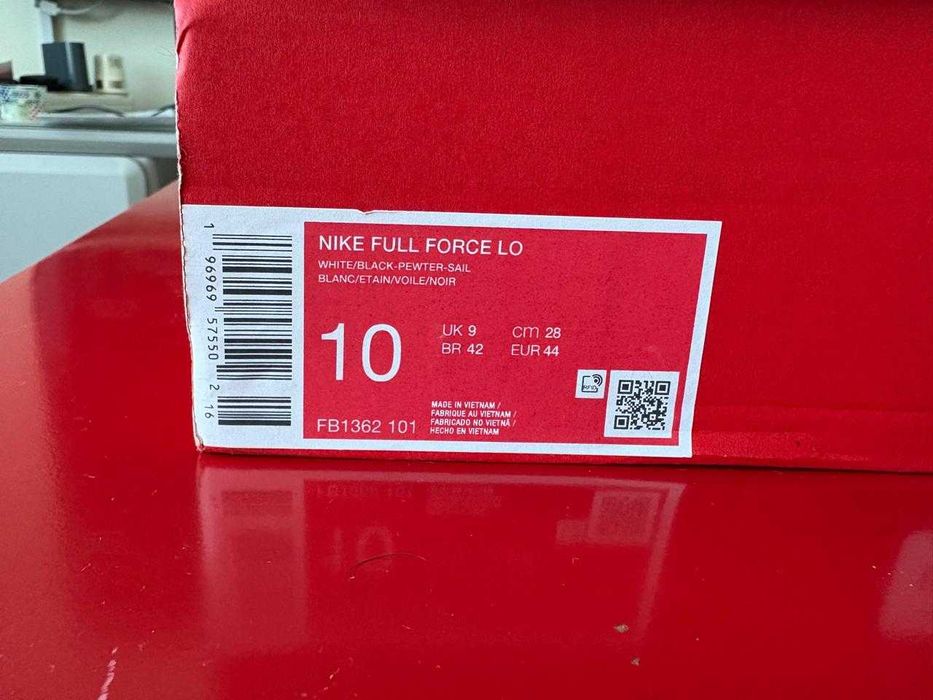 1 96969 57550 2 16
NIKE FULL FORCE LO
WHITE/BLACK-PEWTER-SAIL
BLANC/ETAIN/VOILE/NOIR
10
UK 9 cm 28
BR 42 EUR 44
RFID
FB1362 101
MADE IN VIETNAM /
FABRIQUE AU VIETNAM /
FABRICADO NO VIETNÃ /
HECHO EN VIETNAM